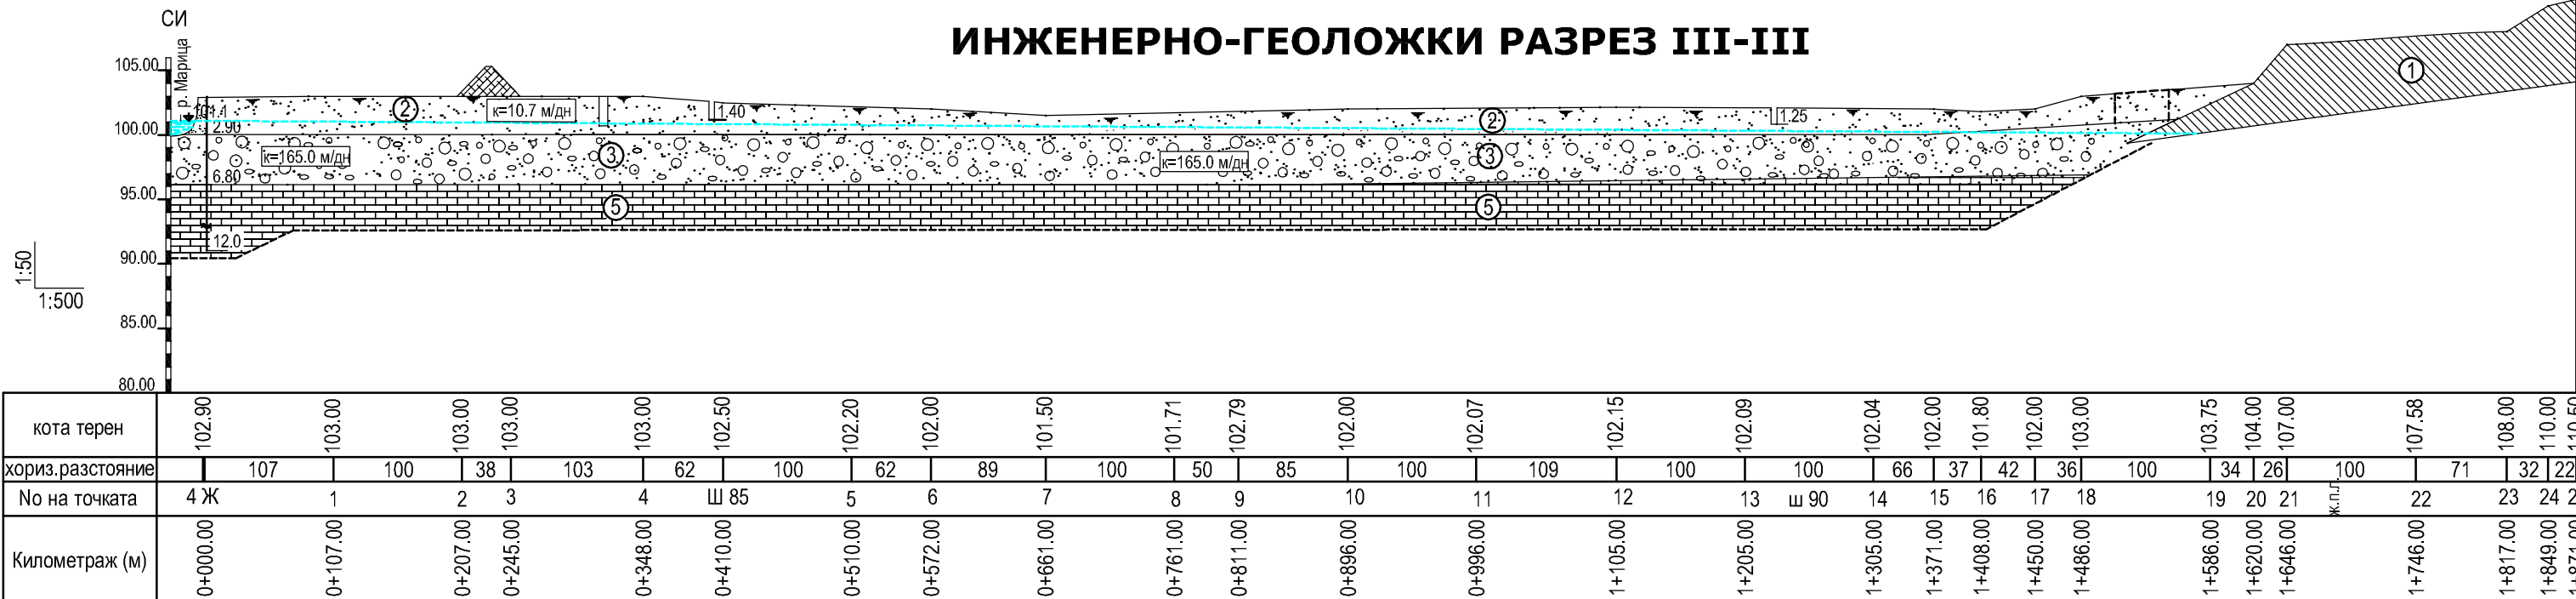 СИ
ИНЖЕНЕРНО-ГЕОЛОЖКИ РАЗРЕЗ III-III
р. Марица
105.00
100.00
95.00
90.00
85.00
80.00
1:50
1:500
2.90
6.80
12.0
2
к=10.7 м/дн
1.40
к=165.0 м/дн
3
5
к=165.0 м/дн
2
3
5
1.25
1
кота терен 102.90 103.00 103.00 103.00 103.00 102.50 102.20 102.00 101.50 101.71 102.79 102.00 102.07 102.15 102.09 102.04 102.00 101.80 102.00 103.00 103.75 104.00 107.00 107.58 108.00 110.00 110.50
хориз.разстояние 107 100 38 103 62 100 62 89 100 50 85 100 109 100 100 66 37 42 36 100 34 26 100 71 32 22
No на точката 4 Ж 1 2 3 4 Ш 85 5 6 7 8 9 10 11 12 13 ш 90 14 15 16 17 18 19 20 21 ж.п.л. 22 23 24
Километраж (м) 0+000.00 0+107.00 0+207.00 0+245.00 0+348.00 0+410.00 0+510.00 0+572.00 0+661.00 0+761.00 0+811.00 0+896.00 0+996.00 1+105.00 1+205.00 1+305.00 1+371.00 1+408.00 1+450.00 1+486.00 1+586.00 1+620.00 1+646.00 1+746.00 1+817.00 1+849.00 1+871.00